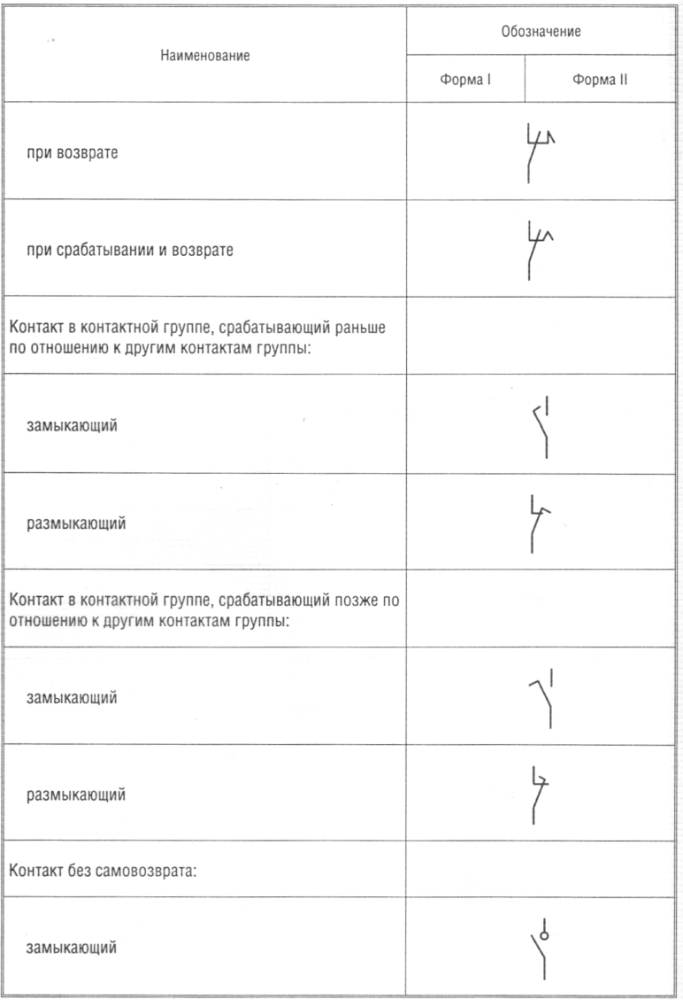 Наименование
Обозначение
Форма I
Форма II
при возврате
при срабатывании и возврате
Контакт в контактной группе, срабатывающий раньше
по отношению к другим контактам группы:
замыкающий
размыкающий
Контакт в контактной группе, срабатывающий позже по
отношению к другим контактам группы:
замыкающий
размыкающий
Контакт без самовозврата:
замыкающий